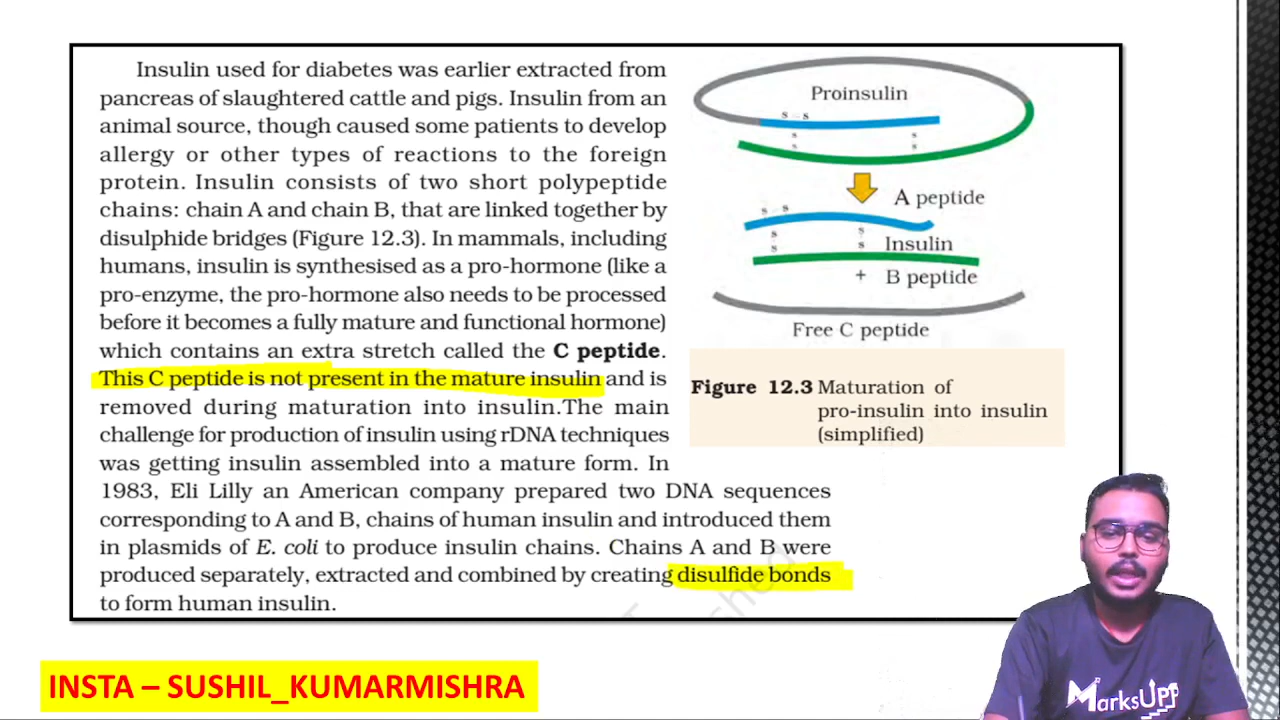 Insulin used for diabetes was earlier extracted from
pancreas of slaughtered cattle and pigs. Insulin from an
animal source, though caused some patients to develop
allergy or other types of reactions to the foreign
protein. Insulin consists of two short polypeptide
chains: chain A and chain B, that are linked together by
disulphide bridges (Figure 12.3). In mammals, including
humans, insulin is synthesised as a pro-hormone (like a
pro-enzyme, the pro-hormone also needs to be processed
before it becomes a fully mature and functional hormone)
which contains an extra stretch called the C peptide.
This C peptide is not present in the mature insulin and is
removed during maturation into insulin.The main
challenge for production of insulin using rDNA techniques
was getting insulin assembled into a mature form. In
1983, Eli Lilly an American company prepared two DNA sequences
corresponding to A and B, chains of human insulin and introduced them
in plasmids of E. coli to produce insulin chains. Chains A and B were
produced separately, extracted and combined by creating disulfide bonds
to form human insulin.
Proinsulin
s – s
s s
s s
A peptide
s – s
s s
s s
Insulin
+ B peptide
Free C peptide
Figure 12.3 Maturation of
pro-insulin into insulin
(simplified)
INSTA – SUSHIL_KUMARMISHRA
MarksUPP